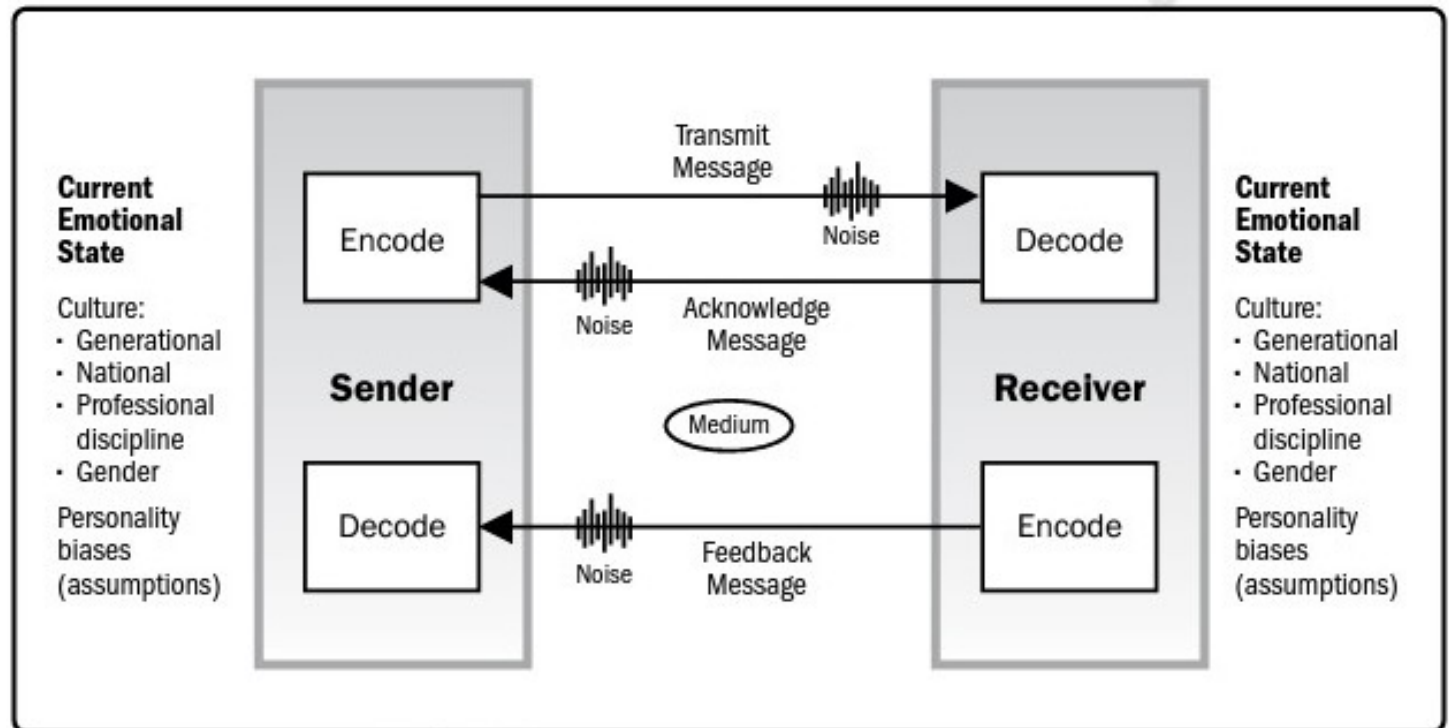 Current
Emotional
State
Culture:
· Generational
· National
· Professional
discipline
· Gender
Personality
biases
(assumptions)
Encode
Sender
Decode
Transmit
Message
Noise
Noise
Acknowledge
Message
Medium
Noise
Feedback
Message
Decode
Receiver
Encode
Current
Emotional
State
Culture:
· Generational
· National
· Professional
discipline
· Gender
Personality
biases
(assumptions)